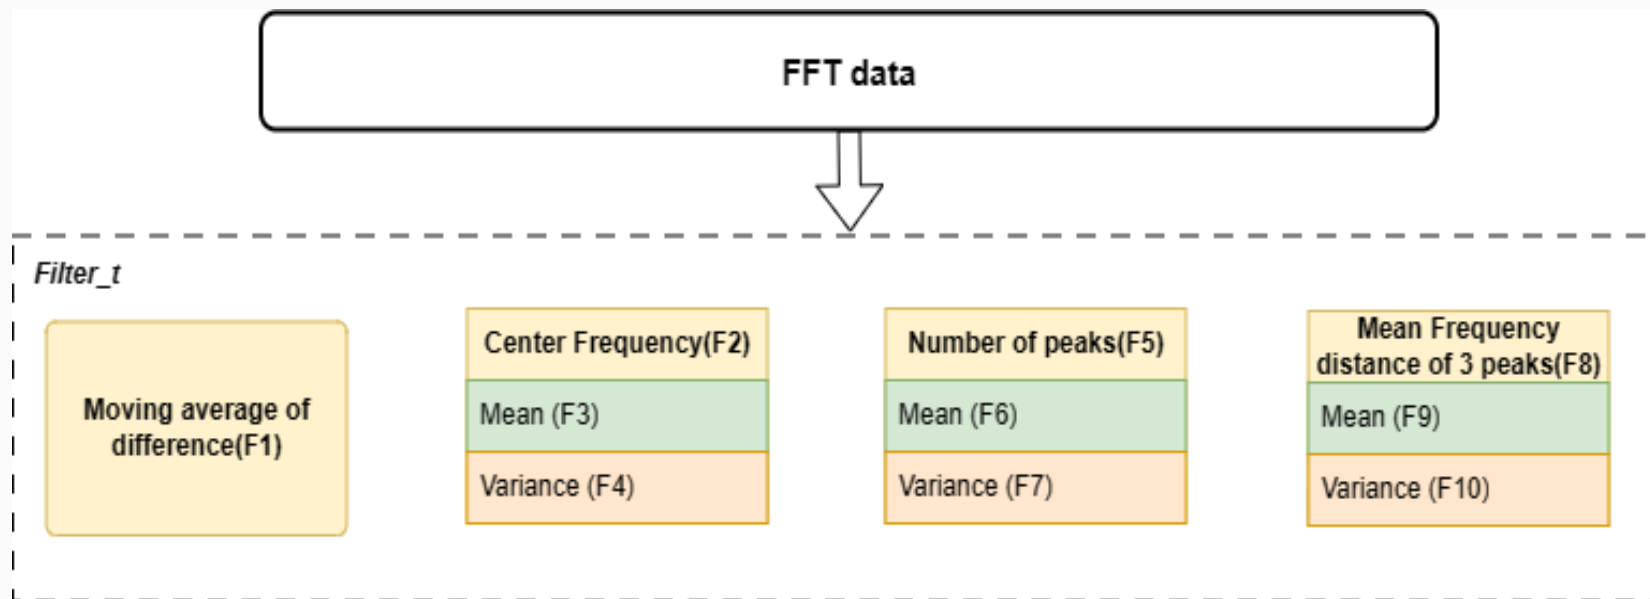 FFT data
Filter_t
Moving average of
difference(F1)
Center Frequency(F2)
Mean (F3)
Variance (F4)
Number of peaks(F5)
Mean (F6)
Variance (F7)
Mean Frequency
distance of 3 peaks(F8)
Mean (F9)
Variance (F10)